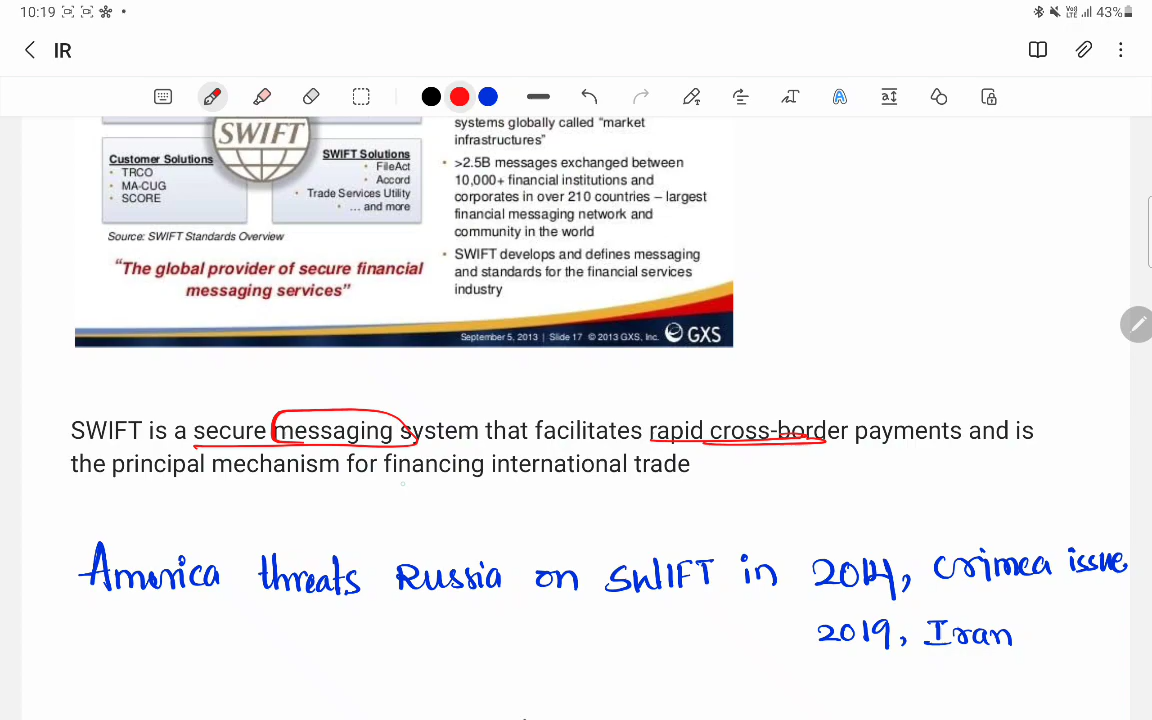 10:19
43%
IR
SWIFT
Customer Solutions
TRCO
MA-CUG
SCORE
SWIFT Solutions
FileAct
Accord
Trade Services Utility
... and more
Source: SWIFT Standards Overview
"The global provider of secure financial
messaging services"
systems globally called "market
infrastructures"
>2.5B messages exchanged between
10,000+ financial institutions and
corporates in over 210 countries – largest
financial messaging network and
community in the world
SWIFT develops and defines messaging
and standards for the financial services
industry
September 5, 2013 | Slide 17 © 2013 GXS, Inc. GXS
SWIFT is a secure messaging system that facilitates rapid cross-border payments and is
the principal mechanism for financing international trade
America threats Russia on SWIFT in 2014, Crimea issue
2019, Iran